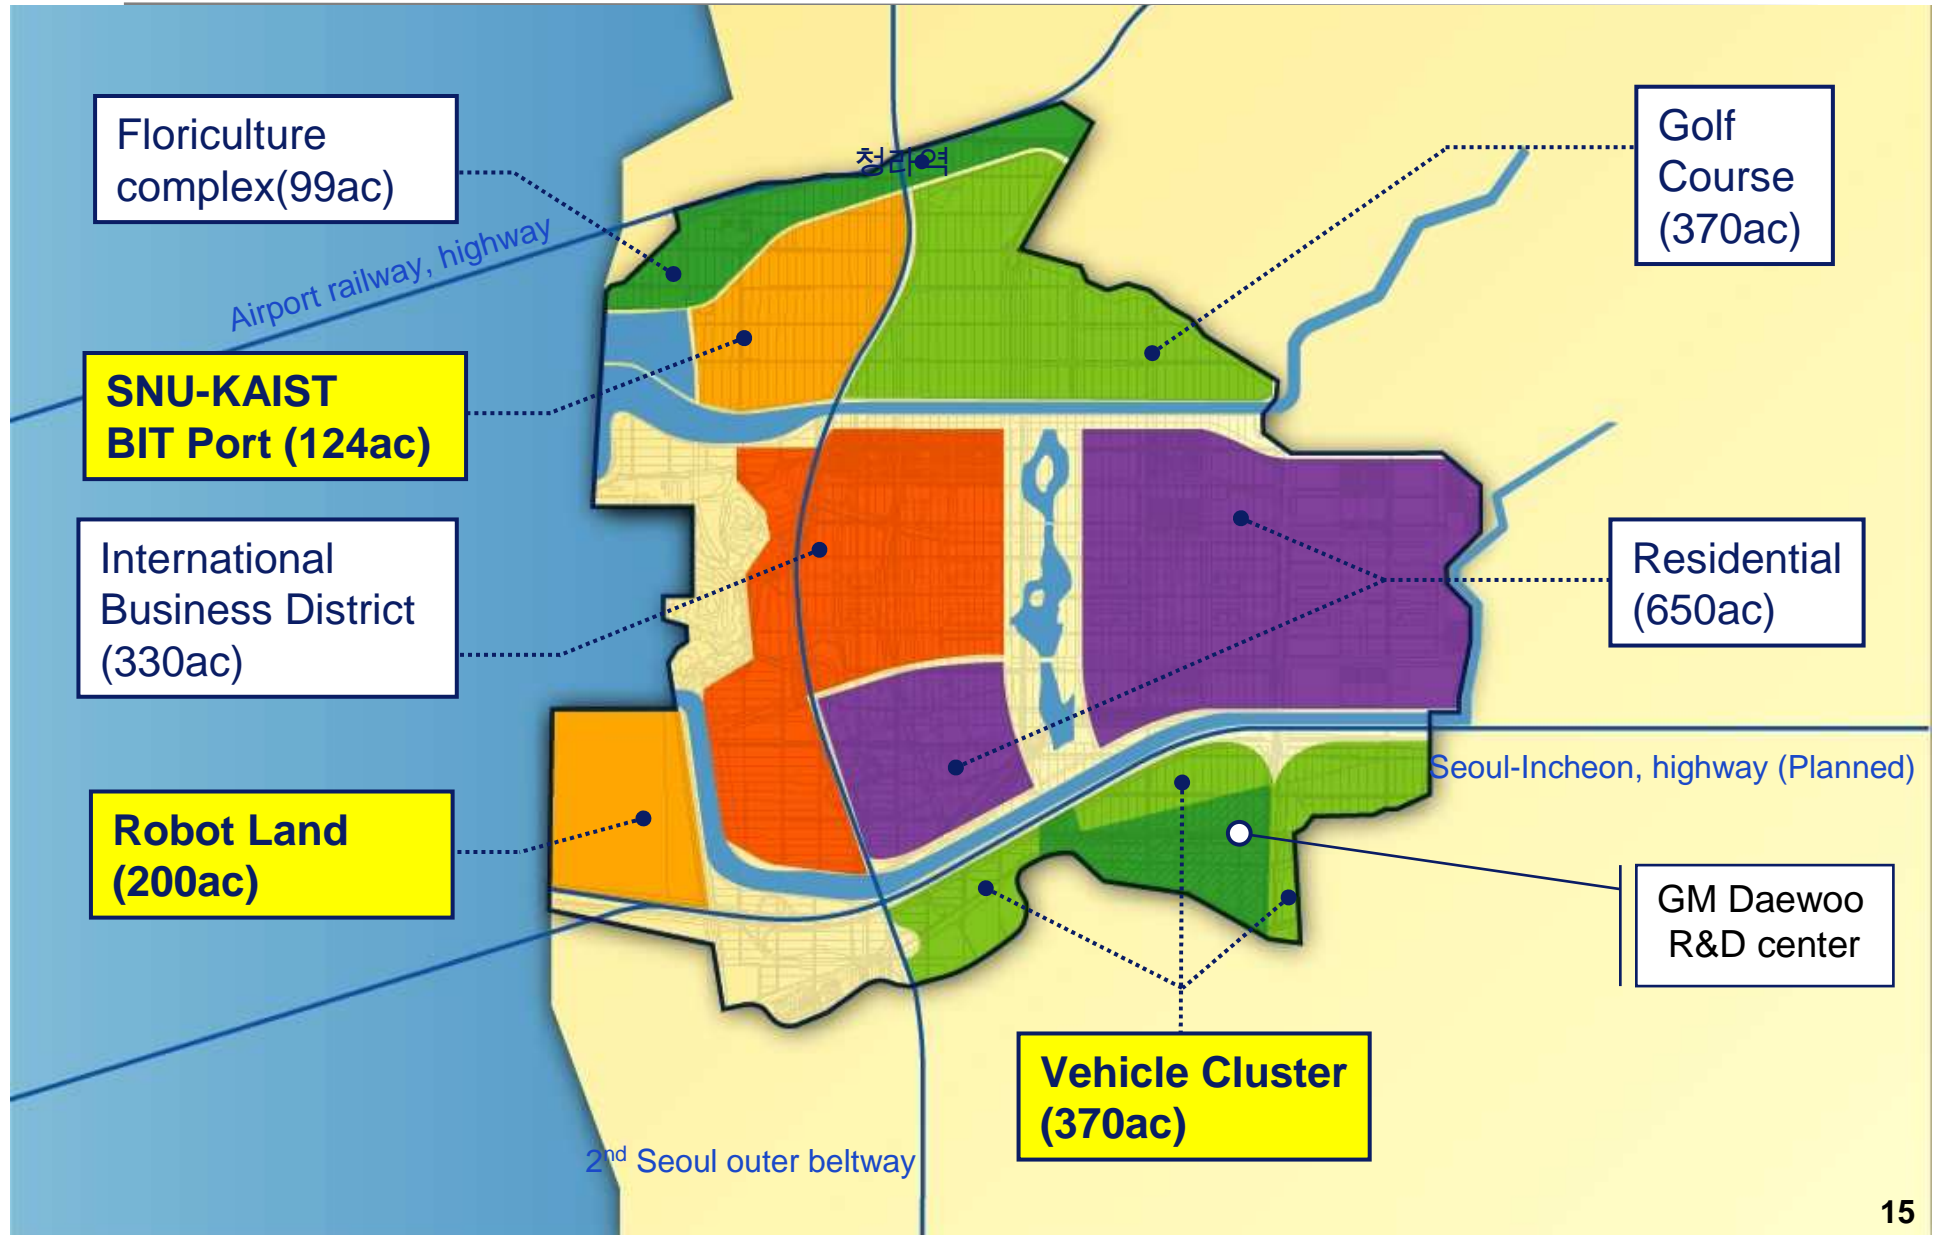 Floriculture
complex(99ac)
청라역
Golf
Course
(370ac)
Airport railway, highway
SNU-KAIST
BIT Port (124ac)
International
Business District
(330ac)
Residential
(650ac)
Seoul-Incheon, highway (Planned)
Robot Land
(200ac)
GM Daewoo
R&D center
Vehicle Cluster
(370ac)
2nd Seoul outer beltway
15